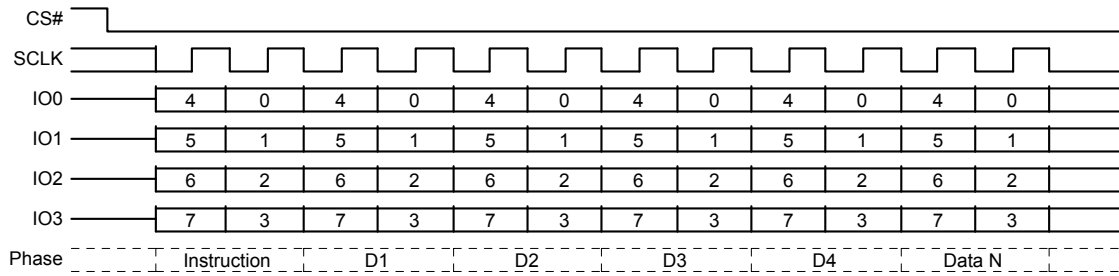 CS#
SCLK
IO0 4 0 4 0 4 0 4 0 4 0 4 0
IO1 5 1 5 1 5 1 5 1 5 1 5 1
IO2 6 2 6 2 6 2 6 2 6 2 6 2
IO3 7 3 7 3 7 3 7 3 7 3 7 3
Phase Instruction D1 D2 D3 D4 Data N